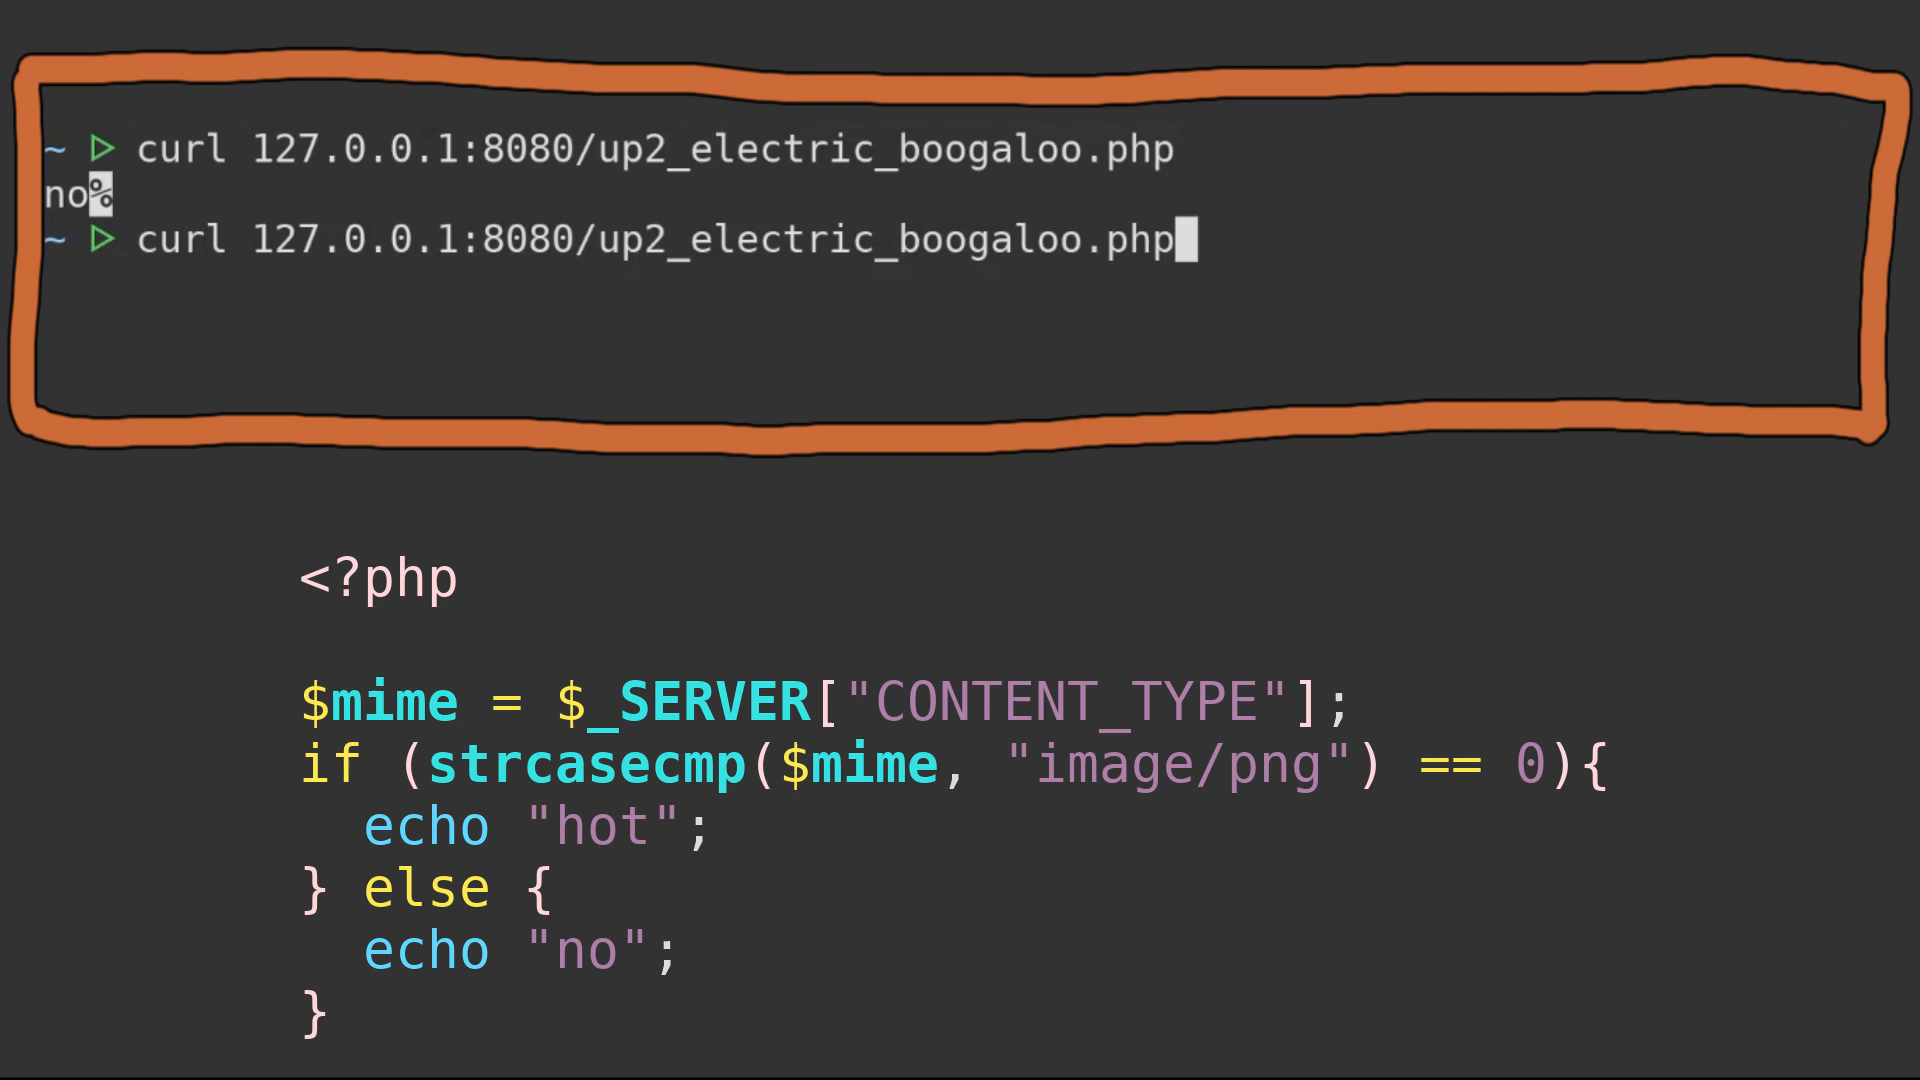 ~ ▷ curl 127.0.0.1:8080/up2_electric_boogaloo.php
no%
~ ▷ curl 127.0.0.1:8080/up2_electric_boogaloo.php
<?php
$mime = $_SERVER["CONTENT_TYPE"];
if (strcasecmp($mime, "image/png") == 0){
  echo "hot";
} else {
  echo "no";
}